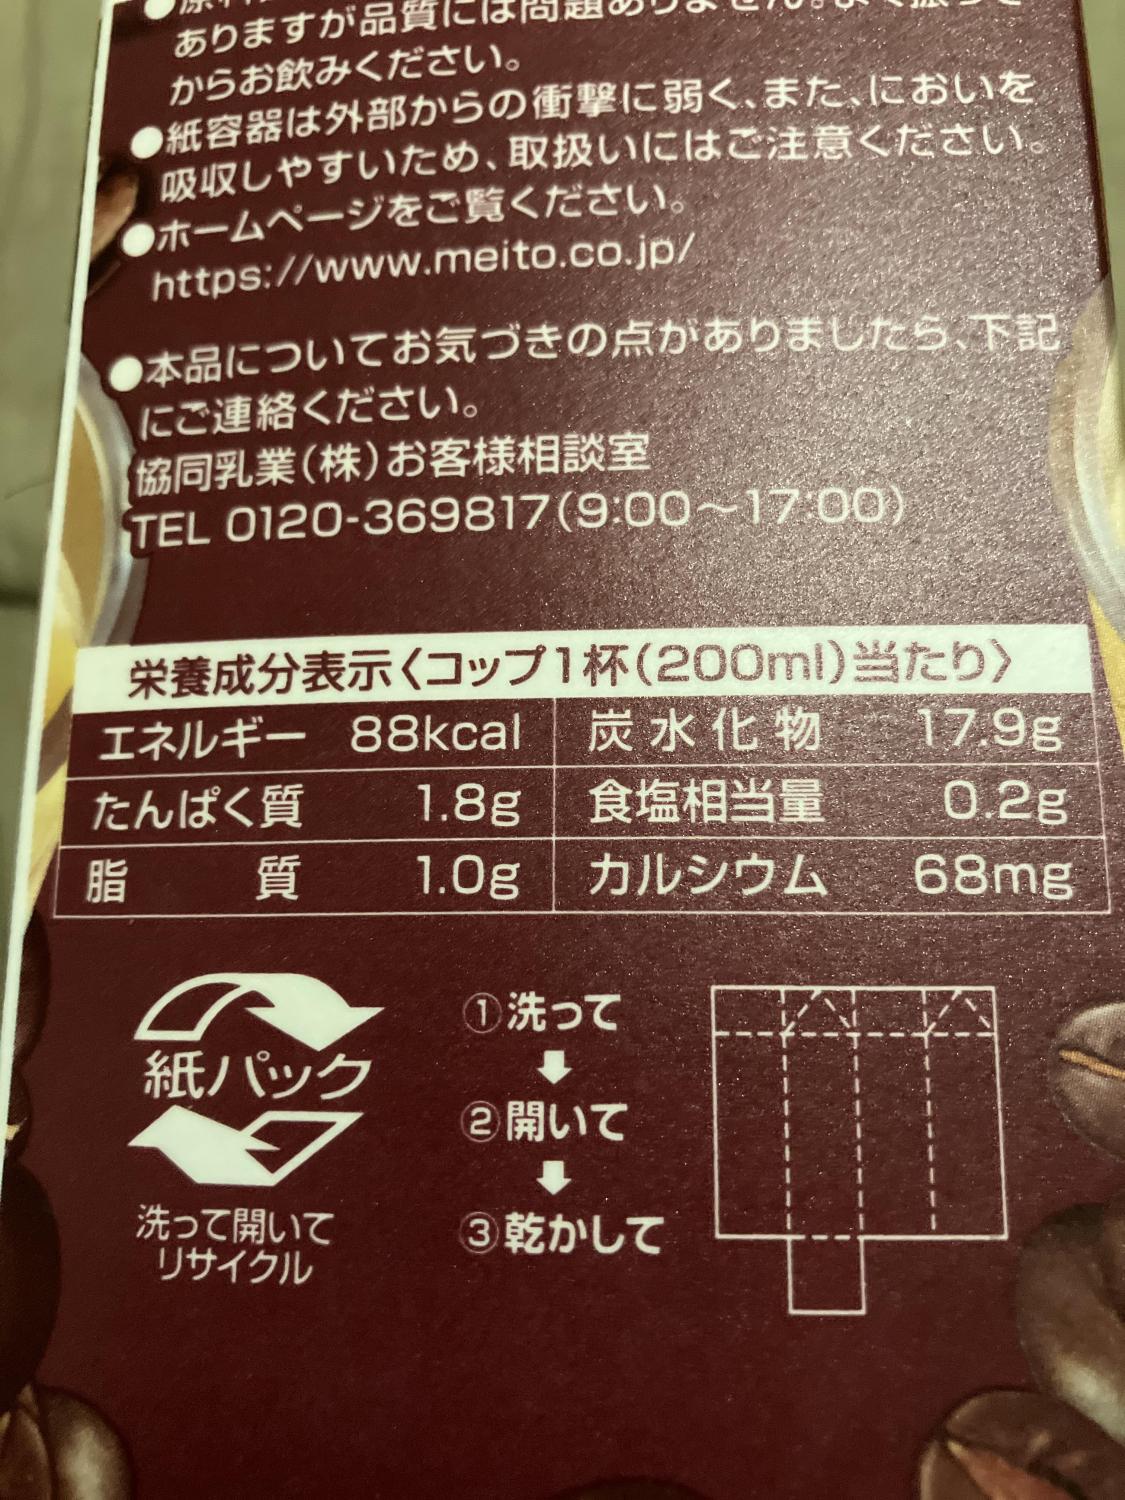 ありますが品質には問題ありません。よく振って
からお飲みください。
●紙容器は外部からの衝撃に弱く、また、においを
吸収しやすいため、取扱いにはご注意ください。
●ホームページをご覧ください。
https://www.meito.co.jp/
●本品についてお気づきの点がありましたら、下記
にご連絡ください。
協同乳業(株)お客様相談室
TEL 0120-369817(9:00〜17:00)
栄養成分表示〈コップ1杯(200ml)当たり〉
エネルギー 88kcal 炭水化物 17.9g
たんぱく質 1.8g 食塩相当量 0.2g
脂質 1.0g カルシウム 68mg
紙パック
洗って開いて
リサイクル
①洗って
②開いて
③乾かして